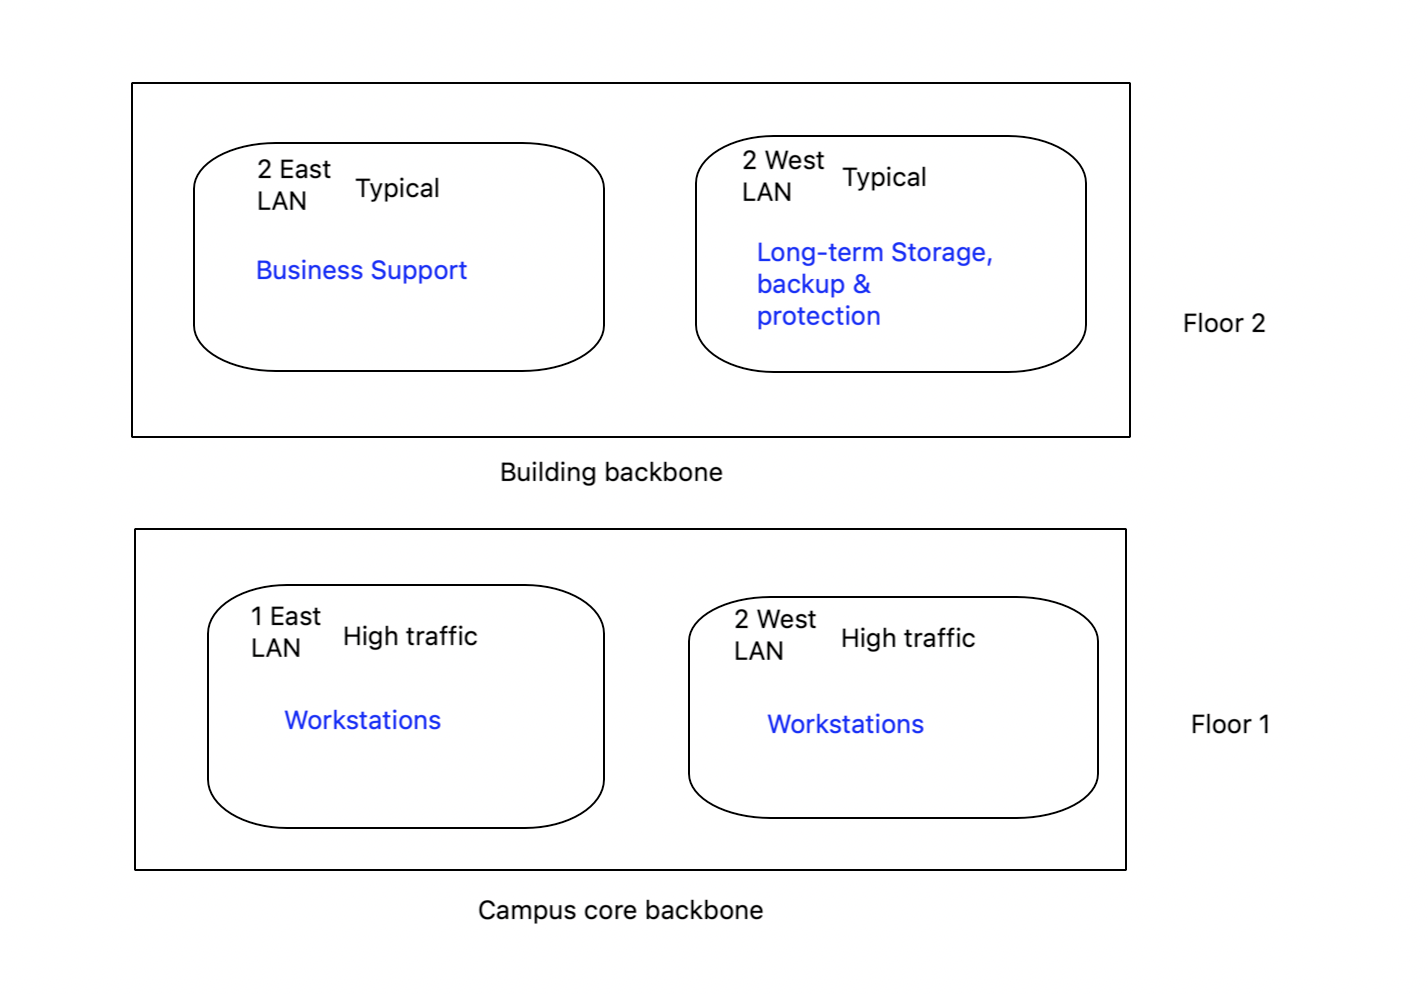 2 East
LAN
Typical
Business Support
2 West
LAN
Typical
Long-term Storage,
backup &
protection
Floor 2
Building backbone
1 East
LAN
High traffic
Workstations
2 West
LAN
High traffic
Workstations
Floor 1
Campus core backbone